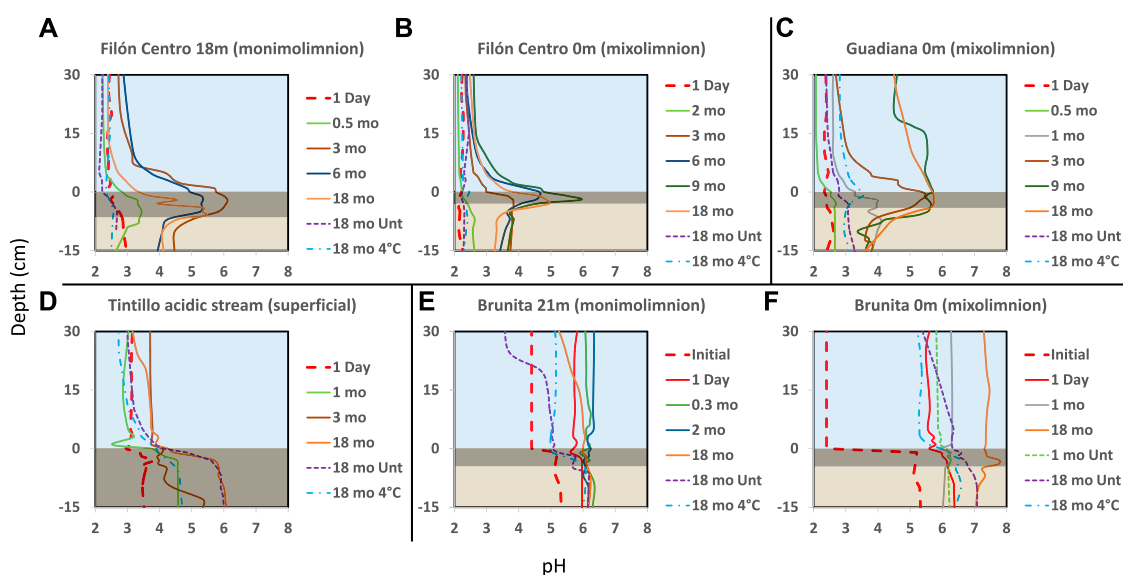 A
Filón Centro 18m (monimolimnion)
30
15
0
-15
2 3 4 5 6 7 8
1 Day
0.5 mo
3 mo
6 mo
18 mo
18 mo Unt
18 mo 4°C
B
Filón Centro 0m (mixolimnion)
30
15
0
-15
2 3 4 5 6 7 8
1 Day
2 mo
3 mo
6 mo
9 mo
18 mo
18 mo Unt
18 mo 4°C
C
Guadiana 0m (mixolimnion)
30
15
0
-15
2 3 4 5 6 7 8
1 Day
0.5 mo
1 mo
3 mo
9 mo
18 mo
18 mo Unt
18 mo 4°C
Depth (cm)
D
Tintillo acidic stream (superficial)
30
15
0
-15
2 3 4 5 6 7 8
1 Day
1 mo
3 mo
18 mo
18 mo Unt
18 mo 4°C
E
Brunita 21m (monimolimnion)
30
15
0
-15
2 3 4 5 6 7 8
Initial
1 Day
0.3 mo
2 mo
18 mo
18 mo Unt
18 mo 4°C
F
Brunita 0m (mixolimnion)
30
15
0
-15
2 3 4 5 6 7 8
Initial
1 Day
1 mo
18 mo
1 mo Unt
18 mo Unt
18 mo 4°C
pH